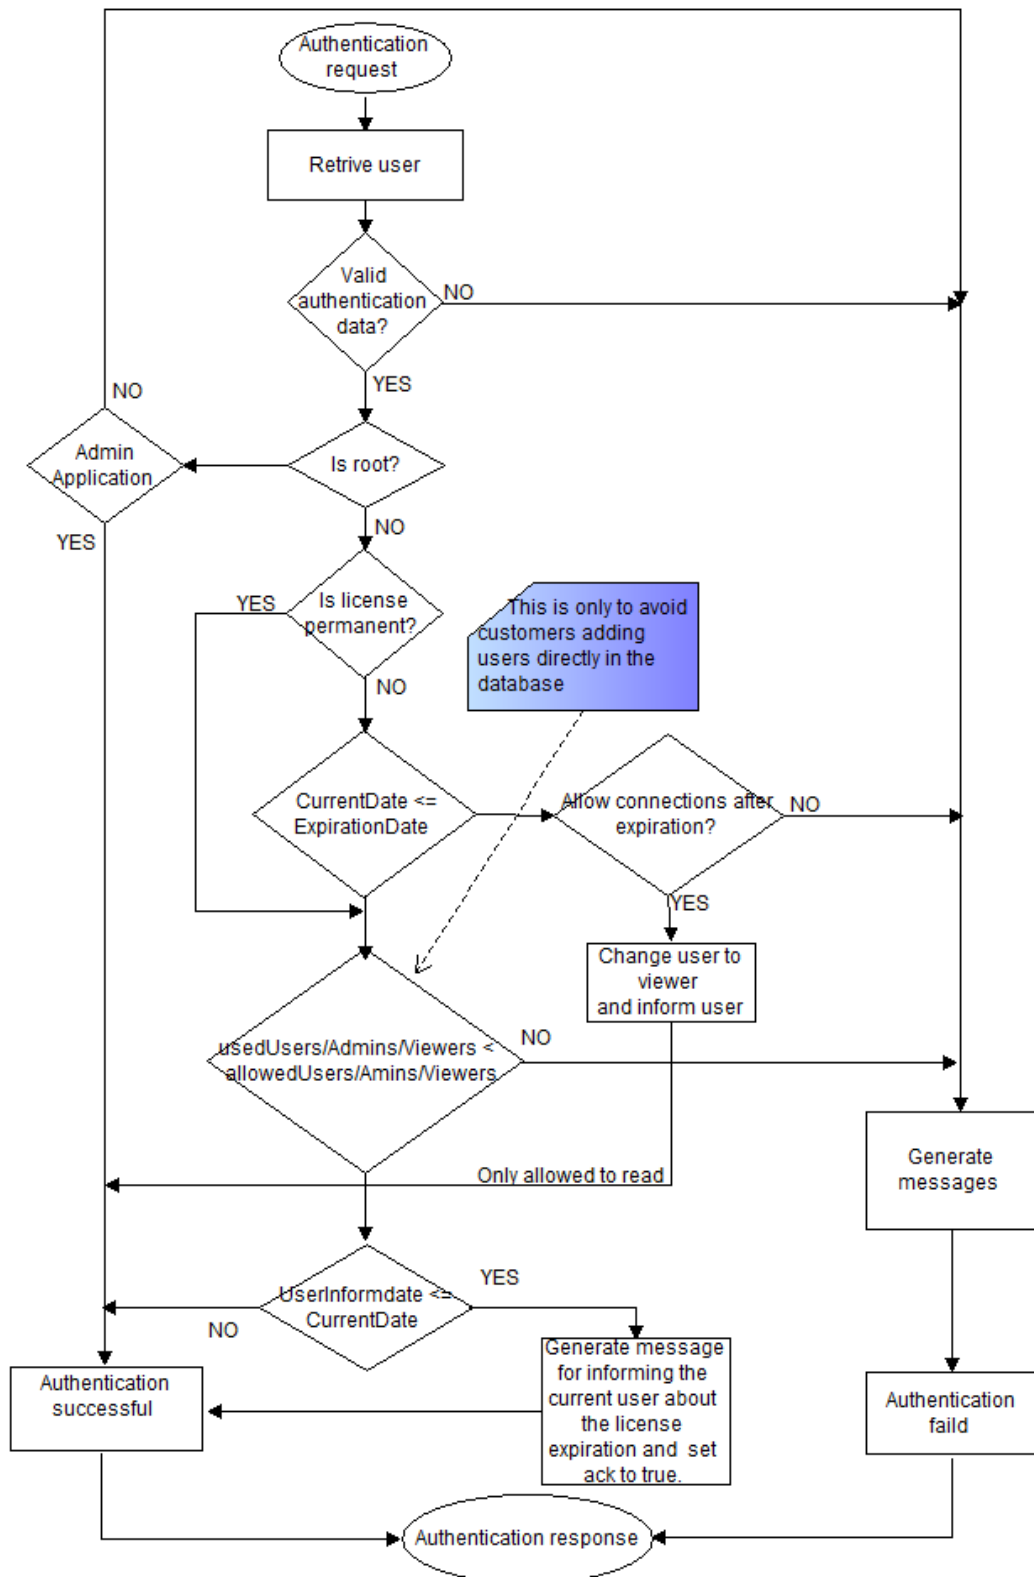 Authentication
request
Retrive user
Valid
authentication
data?
NO
YES
NO
Admin
Application
Is root?
YES
NO
YES
Is license
permanent?
This is only to avoid
customers adding
users directly in the
database
NO
CurrentDate <=
ExpirationDate
Allow connections after
expiration?
NO
YES
Change user to
viewer
and inform user
usedUsers/Admins/Viewers <
allowedUsers/Amins/Viewers
NO
Only allowed to read
Generate
messages
UserInformdate <=
CurrentDate
YES
NO
Generate message
for informing the
current user about
the license
expiration and set
ack to true.
Authentication
successful
Authentication
faild
Authentication response